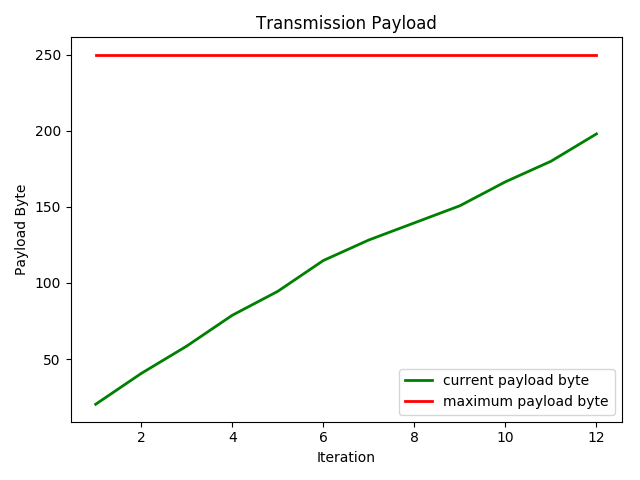 Transmission Payload
250
200
150
100
50
Payload Byte
current payload byte
maximum payload byte
2 4 6 8 10 12
Iteration